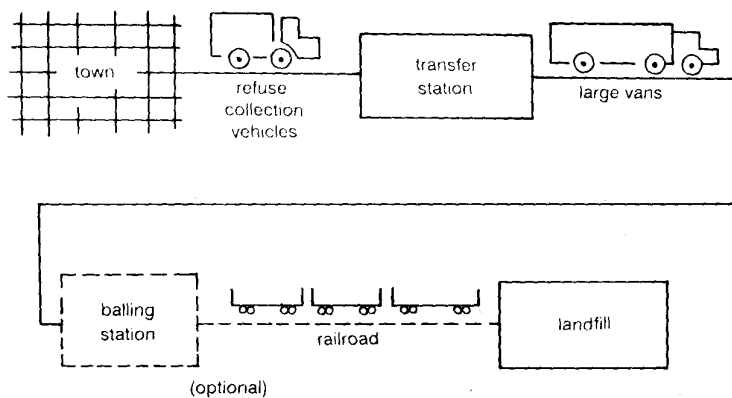 town
refuse
collection
vehicles
transfer
station
large vans
balling
station
railroad
landfill
(optional)